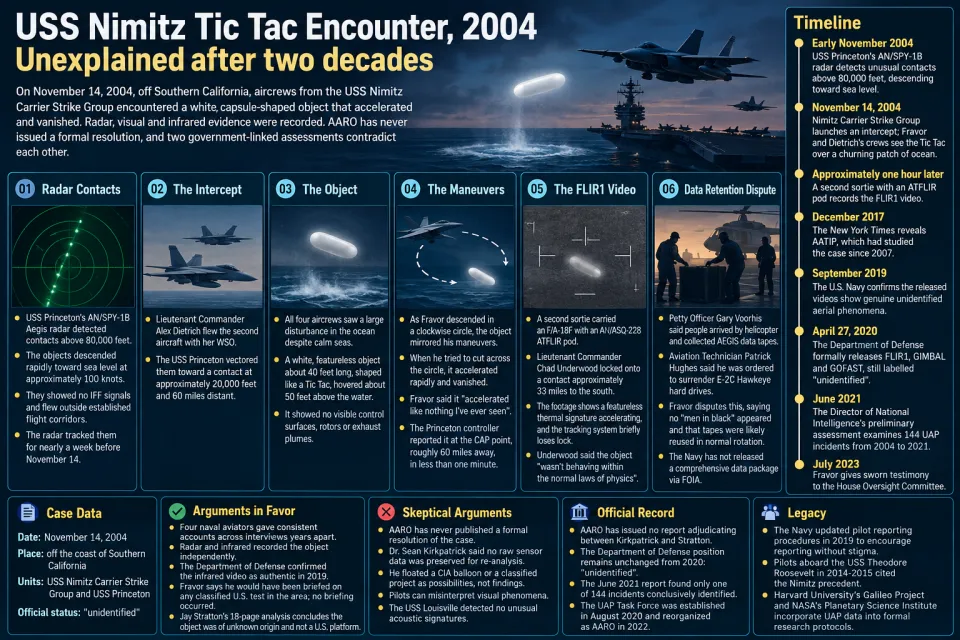 USS Nimitz Tic Tac Encounter, 2004
Unexplained after two decades
On November 14, 2004, off Southern California, aircrews from the USS Nimitz
Carrier Strike Group encountered a white, capsule-shaped object that accelerated
and vanished. Radar, visual and infrared evidence were recorded. AARO has never
issued a formal resolution, and two government-linked assessments contradict
each other.
01 Radar Contacts
USS Princeton's AN/SPY-1B
Aegis radar detected
contacts above 80,000 feet.
The objects descended
rapidly toward sea level at
approximately 100 knots.
They showed no IFF signals
and flew outside established
flight corridors.
The radar tracked them
for nearly a week before
November 14.
02 The Intercept
Lieutenant Commander
Alex Dietrich flew the second
aircraft with her WSO.
The USS Princeton vectored
them toward a contact at
approximately 20,000 feet
and 60 miles distant.
03 The Object
All four aircrews saw a large
disturbance in the ocean
despite calm seas.
A white, featureless object
about 40 feet long, shaped
like a Tic Tac, hovered about
50 feet above the water.
It showed no visible control
surfaces, rotors or exhaust
plumes.
04 The Maneuvers
As Fravor descended in
a clockwise circle, the object
mirrored his maneuvers.
When he tried to cut across
the circle, it accelerated
rapidly and vanished.
Fravor said it "accelerated
like nothing I've ever seen".
The Princeton controller
reported it at the CAP point,
roughly 60 miles away,
in less than one minute.
05 The FLIR1 Video
A second sortie carried
an F/A-18F with an AN/ASQ-228
ATFLIR pod.
Lieutenant Commander
Chad Underwood locked onto
a contact approximately
33 miles to the south.
The footage shows a featureless
thermal signature accelerating,
and the tracking system briefly
loses lock.
Underwood said the object
"wasn't behaving within
the normal laws of physics".
06 Data Retention Dispute
Petty Officer Gary Voorhis
said people arrived by helicopter
and collected AEGIS data tapes.
Aviation Technician Patrick
Hughes said he was ordered
to surrender E-2C Hawkeye
hard drives.
Fravor disputes this, saying
no "men in black" appeared
and that tapes were likely
reused in normal rotation.
The Navy has not released
a comprehensive data package
via FOIA.
Timeline
Early November 2004
USS Princeton's AN/SPY-1B
radar detects unusual contacts
above 80,000 feet, descending
toward sea level.
November 14, 2004
Nimitz Carrier Strike Group
launches an intercept; Fravor
and Dietrich's crews see the Tic Tac
over a churning patch of ocean.
Approximately one hour later
A second sortie with an ATFLIR
pod records the FLIR1 video.
December 2017
The New York Times reveals
AATIP, which had studied
the case since 2007.
September 2019
The U.S. Navy confirms the released
videos show genuine unidentified
aerial phenomena.
April 27, 2020
The Department of Defense
formally releases FLIR, GIMBAL
and GOFAST, still labelled
"unidentified".
June 2021
The Director of National
Intelligence's preliminary
assessment examines 144 UAP
incidents from 2004 to 2021.
July 2023
Fravor gives sworn testimony
to the House Oversight Committee.
Case Data
Date: November 14, 2004
Place: off the coast of Southern
California
Units: USS Nimitz Carrier Strike
Group and USS Princeton
Official status: "unidentified"
Arguments in Favor
Four naval aviators gave consistent
accounts across interviews years apart.
Radar and infrared recorded the object
independently.
The Department of Defense confirmed
the infrared video as authentic in 2019.
Fravor says he would have been briefed on
any classified U.S. test in the area; no briefing
occurred.
Jay Stratton's 18-page analysis concludes the
object was of unknown origin and not a U.S. platform.
Skeptical Arguments
AARO has never published a formal
resolution of the case.
Dr. Sean Kirkpatrick said no raw sensor
data was preserved for re-analysis.
He floated a CIA balloon or a classified
project as possibilities, not findings.
Pilots can misinterpret visual phenomena.
The USS Louisville detected no unusual
acoustic signatures.
Official Record
AARO has issued no report adjudicating
between Kirkpatrick and Stratton.
The Department of Defense position
remains unchanged from 2020:
"unidentified".
The June 2021 report found only one
of 144 incidents conclusively identified.
The UAP Task Force was established
in August 2020 and reorganized
as AARO in 2022.
Legacy
The Navy updated pilot reporting
procedures in 2019 to encourage
reporting without stigma.
Pilots aboard the USS Theodore
Roosevelt in 2014-2015 cited
the Nimitz precedent.
Harvard University's Galileo Project
and NASA's Planetary Science Institute
incorporate UAP data into formal
research protocols.